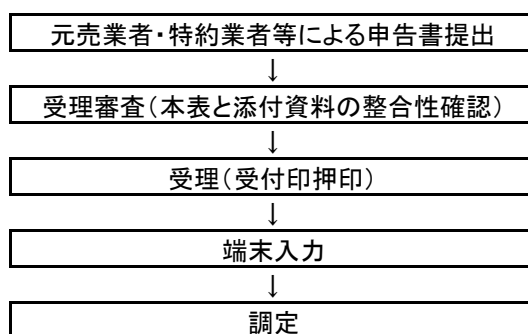 元売業者・特約業者等による申告書提出
↓
受理審査（本表と添付資料の整合性確認）
↓
受理（受付印押印）
↓
端末入力
↓
調定